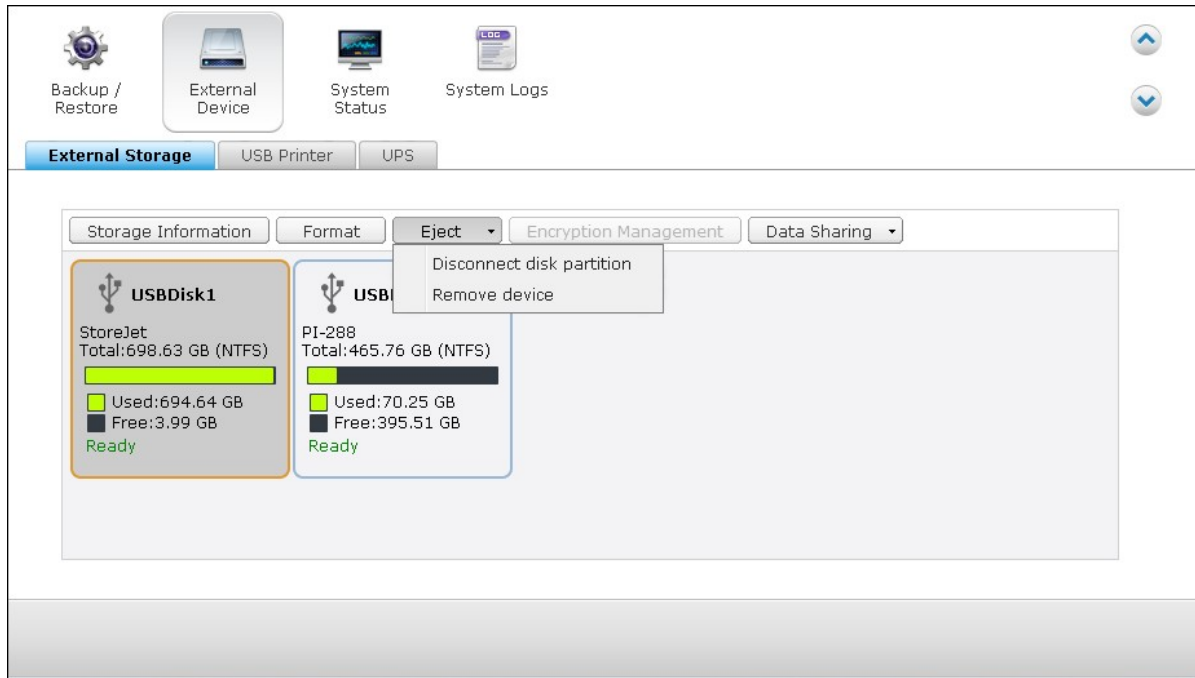 LOG
Backup /
Restore
External
Device
System
Status
System Logs
External Storage
USB Printer
UPS
Storage Information
Format
Eject
Encryption Management
Data Sharing
Disconnect disk partition
Remove device
USBDisk1
StoreJet
Total:698.63 GB (NTFS)
Used:694.64 GB
Free:3.99 GB
Ready
PI-288
Total:465.76 GB (NTFS)
Used:70.25 GB
Free:395.51 GB
Ready